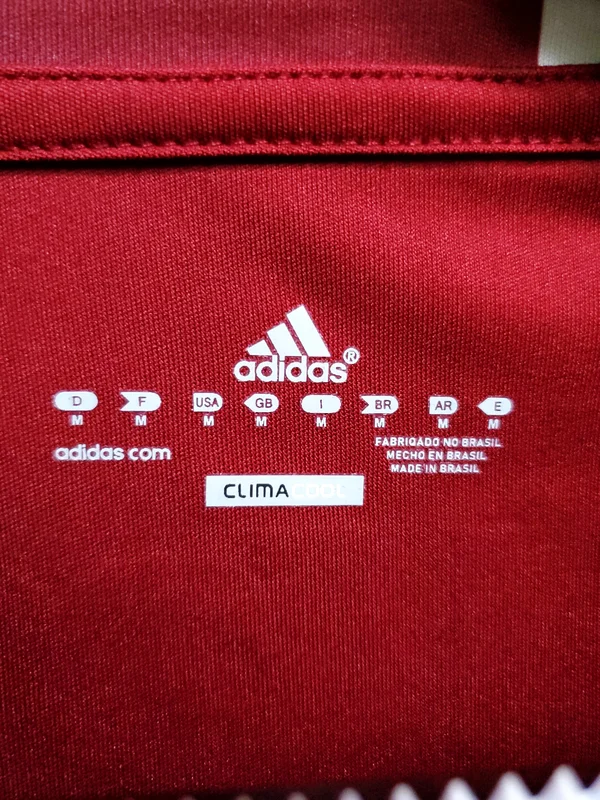 adidas®
D F USA GB I BR AR E
M M M M M M M M
adidas.com
FABRIQADO NO BRASIL
MECHO EN BRASIL
MADE IN BRASIL
CLIMACOOL